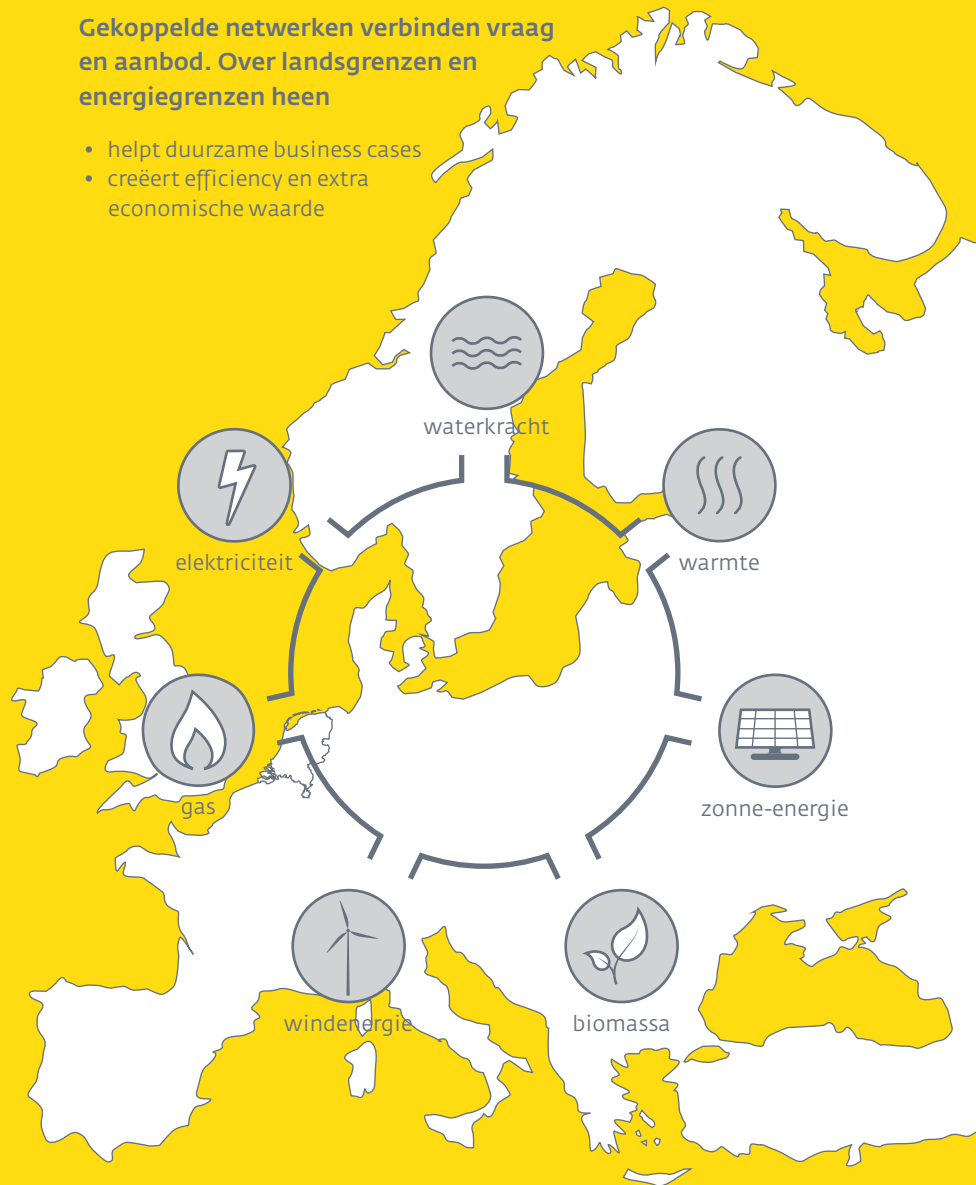 Gekoppelde netwerken verbinden vraag
en aanbod. Over landsgrenzen en
energiegrenzen heen
• helpt duurzame business cases
• creëert efficiency en extra
economische waarde
waterkracht
elektriciteit
warmte
gas
zonne-energie
windenergie
biomassa